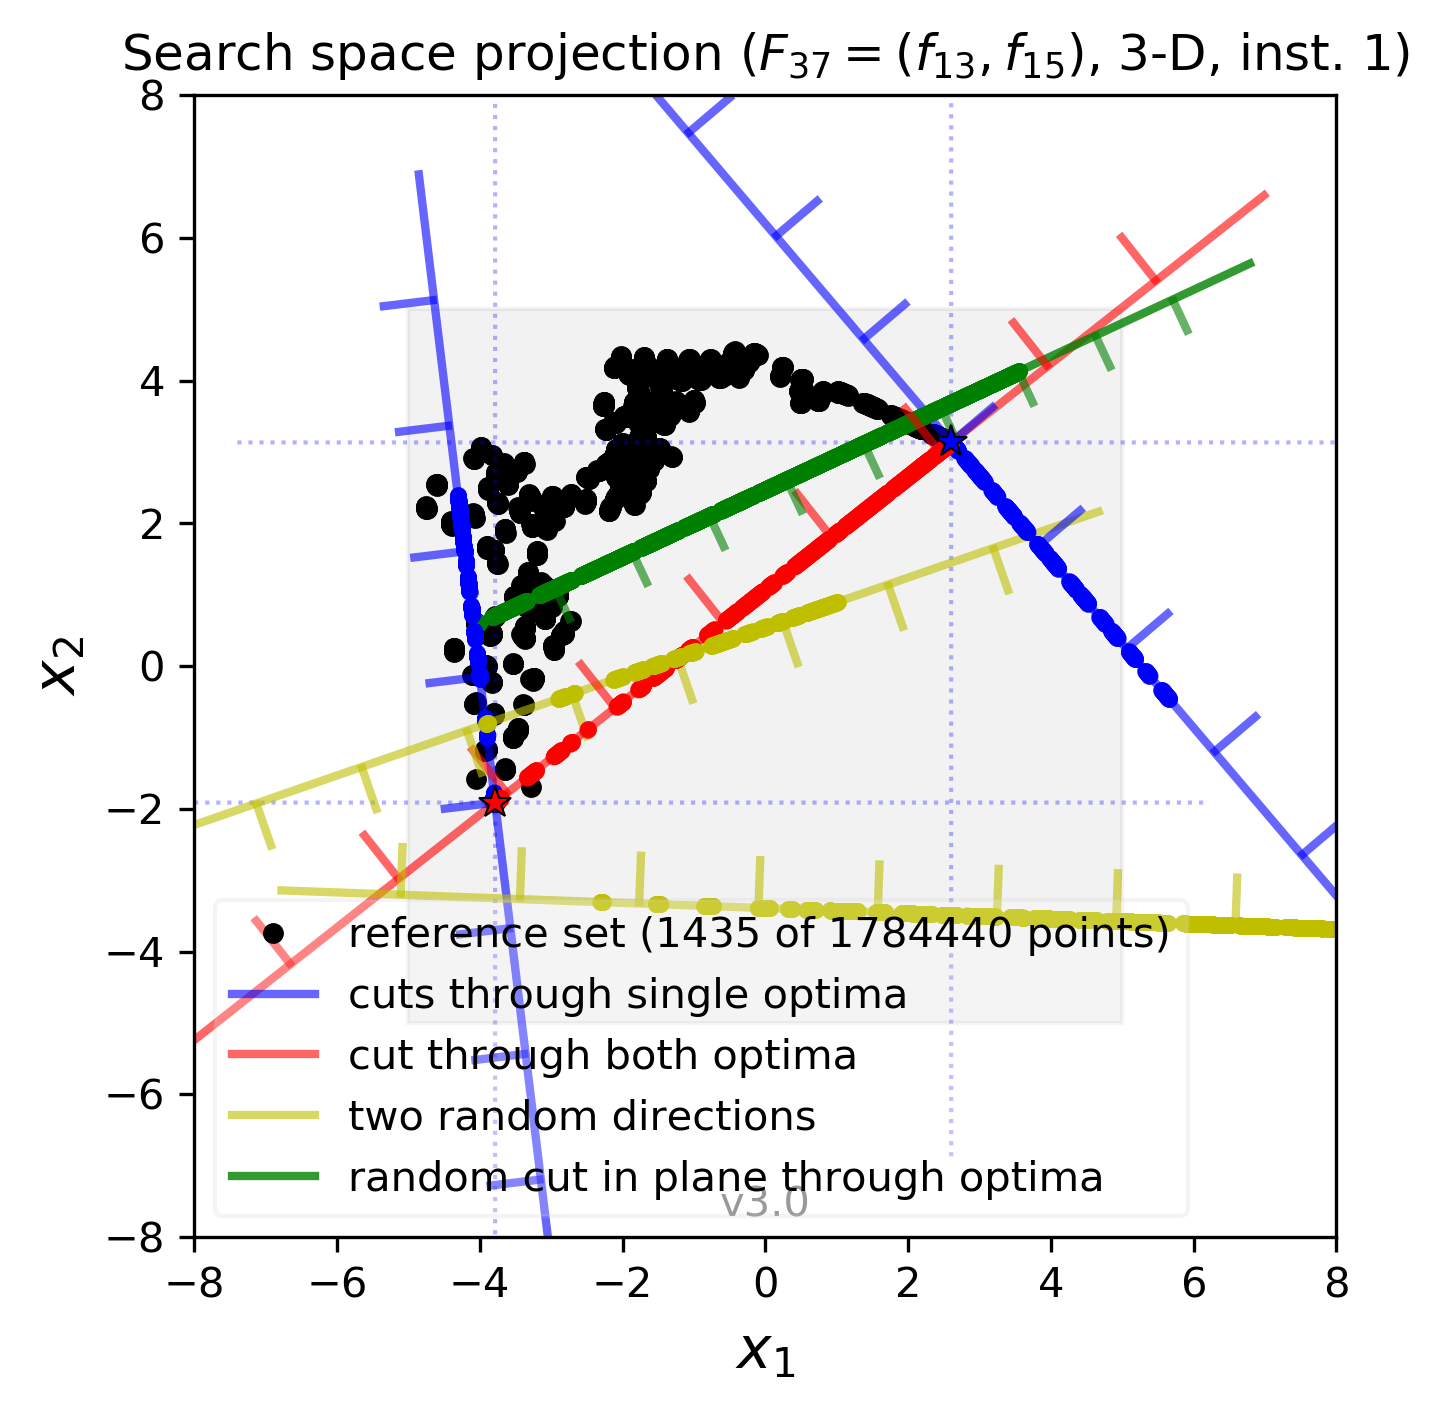 Search space projection (F₃₇ = (f₁₃, f₁₅), 3-D, inst. 1)
8
6
4
2
0
−2
−4
−6
−8
x₂
reference set (1435 of 1784440 points)
cuts through single optima
cut through both optima
two random directions
random cut in plane through optima
v3.0
−8 −6 −4 −2 0 2 4 6 8
x₁